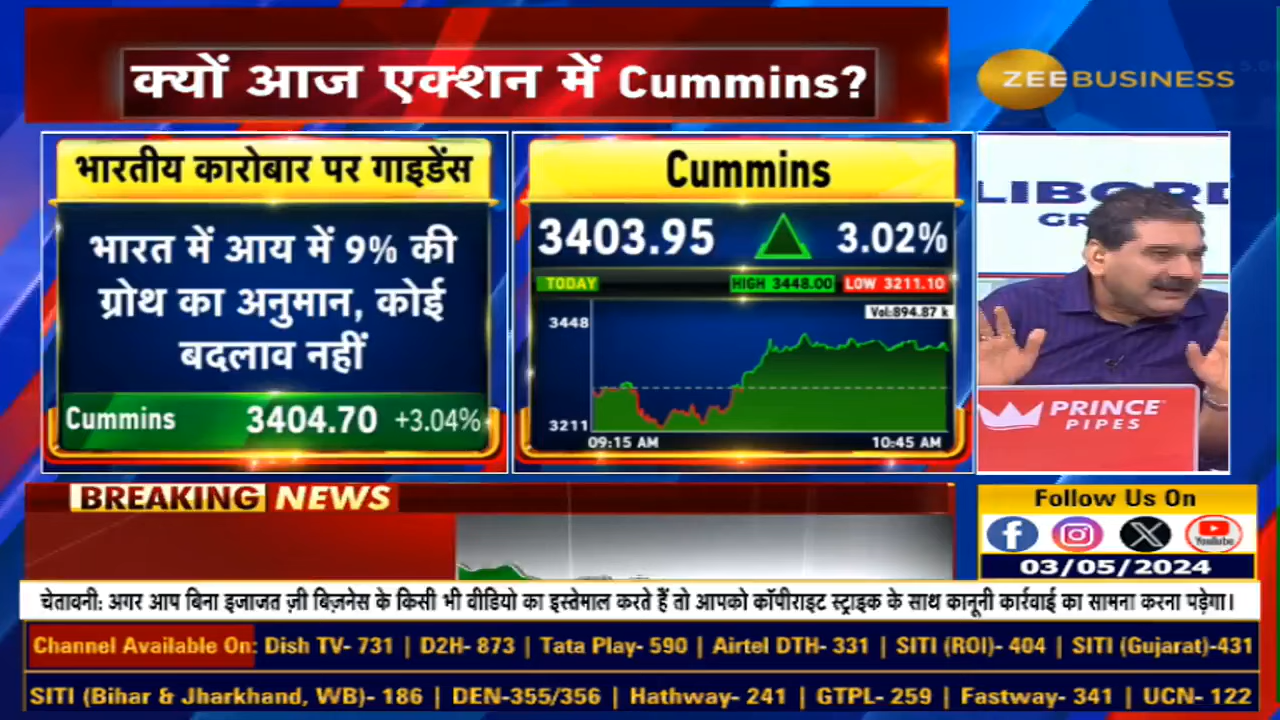 क्यों आज एक्शन में Cummins?
ZEEBUSINESS
भारतीय कारोबार पर गाइडेंस
भारत में आय में 9% की
ग्रोथ का अनुमान, कोई
बदलाव नहीं
Cummins 3404.70 +3.04%
Cummins
3403.95 3.02%
TODAY HIGH 3448.00 LOW 3211.10
Vol:894.87 k
3448
3211
09:15 AM 10:45 AM
LIBORD
GR
PRINCE
PIPES
BREAKING NEWS
Follow Us On
YouTube
03/05/2024
चेतावनी: अगर आप बिना इजाजत ज़ी बिज़नेस के किसी भी वीडियो का इस्तेमाल करते हैं तो आपको कॉपीराइट स्ट्राइक के साथ कानूनी कार्रवाई का सामना करना पड़ेगा।
Channel Available On: Dish TV- 731 | D2H- 873 | Tata Play- 590 | Airtel DTH- 331 | SITI (ROI)- 404 | SITI (Gujarat)-431
SITI (Bihar & Jharkhand, WB)- 186 | DEN-355/356 | Hathway- 241 | GTPL- 259 | Fastway- 341 | UCN- 122